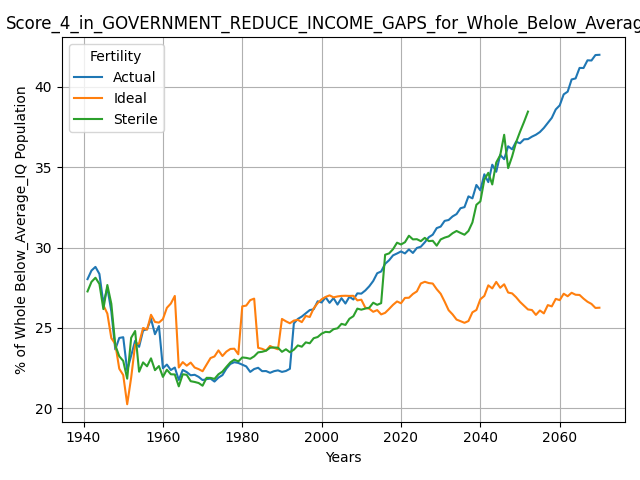 Score_4_in_GOVERNMENT_REDUCE_INCOME_GAPS_for_Whole_Below_Averag
Fertility
Actual
Ideal
Sterile
% of Whole Below_Average_IQ Population
40
35
30
25
20
1940 1960 1980 2000 2020 2040 2060
Years